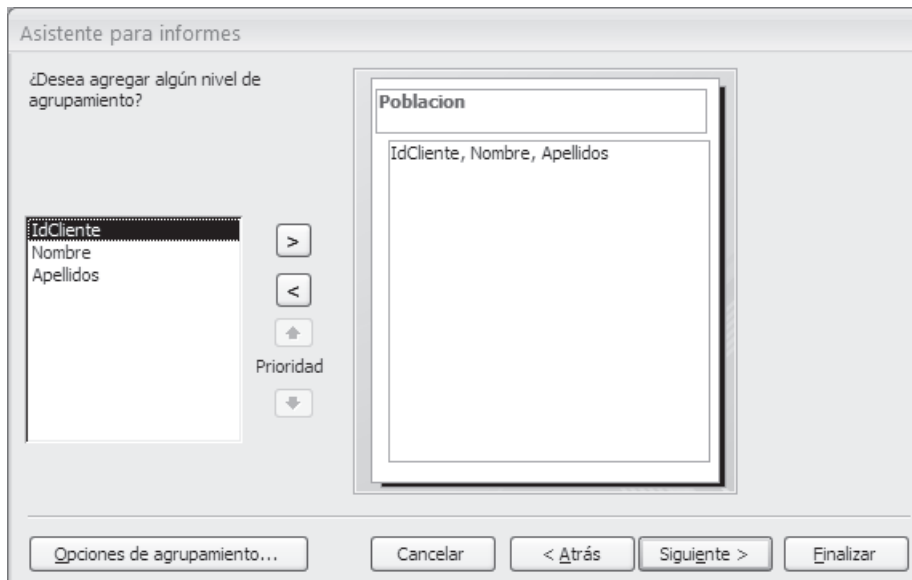 Asistente para informes
¿Desea agregar algún nivel de
agrupamiento?
Poblacion
IdCliente, Nombre, Apellidos
IdCliente
Nombre
Apellidos
>
<
Prioridad
Opciones de agrupamiento...
Cancelar
< Atrás
Siguiente >
Finalizar